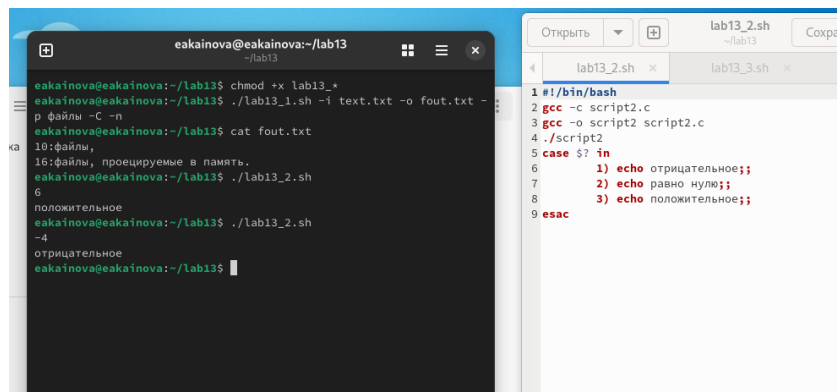 eakainova@eakainova:~/lab13
~/lab13
eakainova@eakainova:~/lab13$ chmod +x lab13_*
eakainova@eakainova:~/lab13$ ./lab13_1.sh -i text.txt -o fout.txt -
p файлы -C -n
eakainova@eakainova:~/lab13$ cat fout.txt
10:файлы,
16:файлы, проецируемые в память.
eakainova@eakainova:~/lab13$ ./lab13_2.sh
6
положительное
eakainova@eakainova:~/lab13$ ./lab13_2.sh
-4
отрицательное
eakainova@eakainova:~/lab13$
ка
Открыть
lab13_2.sh
~/lab13
Сохра
lab13_2.sh ×
lab13_3.sh ×
1 #!/bin/bash
2 gcc -c script2.c
3 gcc -o script2 script2.c
4 ./script2
5 case $? in
6 1) echo отрицательное;;
7 2) echo равно нулю;;
8 3) echo положительное;;
9 esac